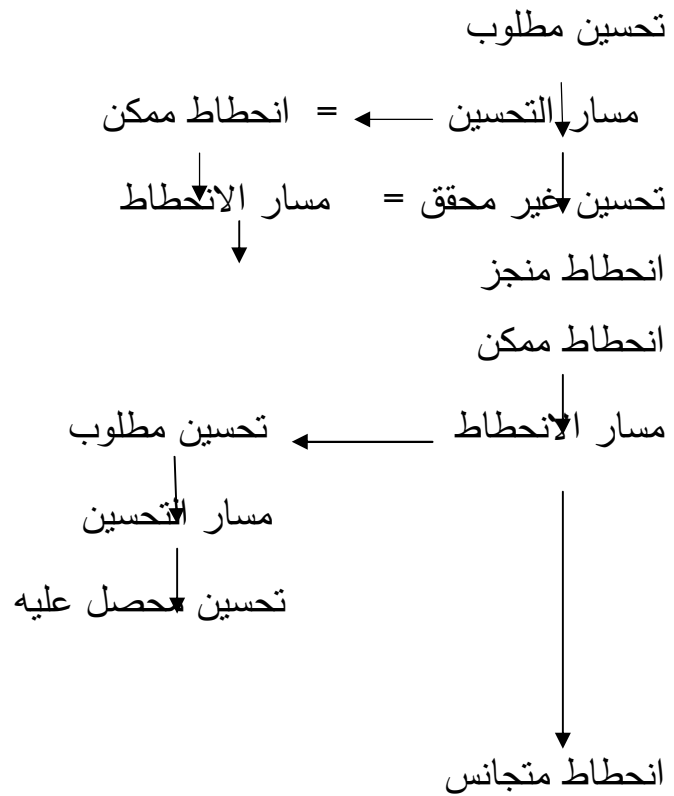 تحسين مطلوب
مسار التحسين = انحطاط ممكن
تحسين غير محقق = مسار الانحطاط
انحطاط منجز
انحطاط ممكن
مسار الانحطاط تحسين مطلوب
مسار التحسين
تحسين محصل عليه
انحطاط متجانس